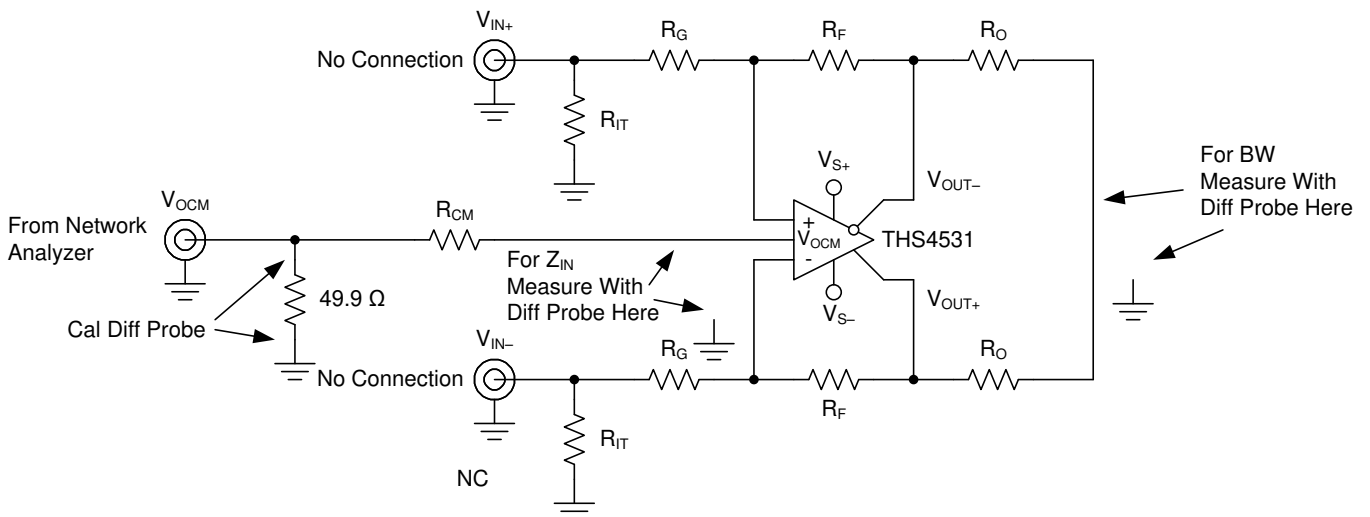 V_IN+
R_G
R_F
R_O
No Connection
R_IT
V_S+
For BW
Measure With
Diff Probe Here
V_OUT–
V_OCM
R_CM
From Network
Analyzer
+
V_OCM
-
THS4531
For Z_IN
Measure With
Diff Probe Here
49.9 Ω
V_OUT+
Cal Diff Probe
V_S–
V_IN–
R_G
R_O
No Connection
R_F
R_IT
NC